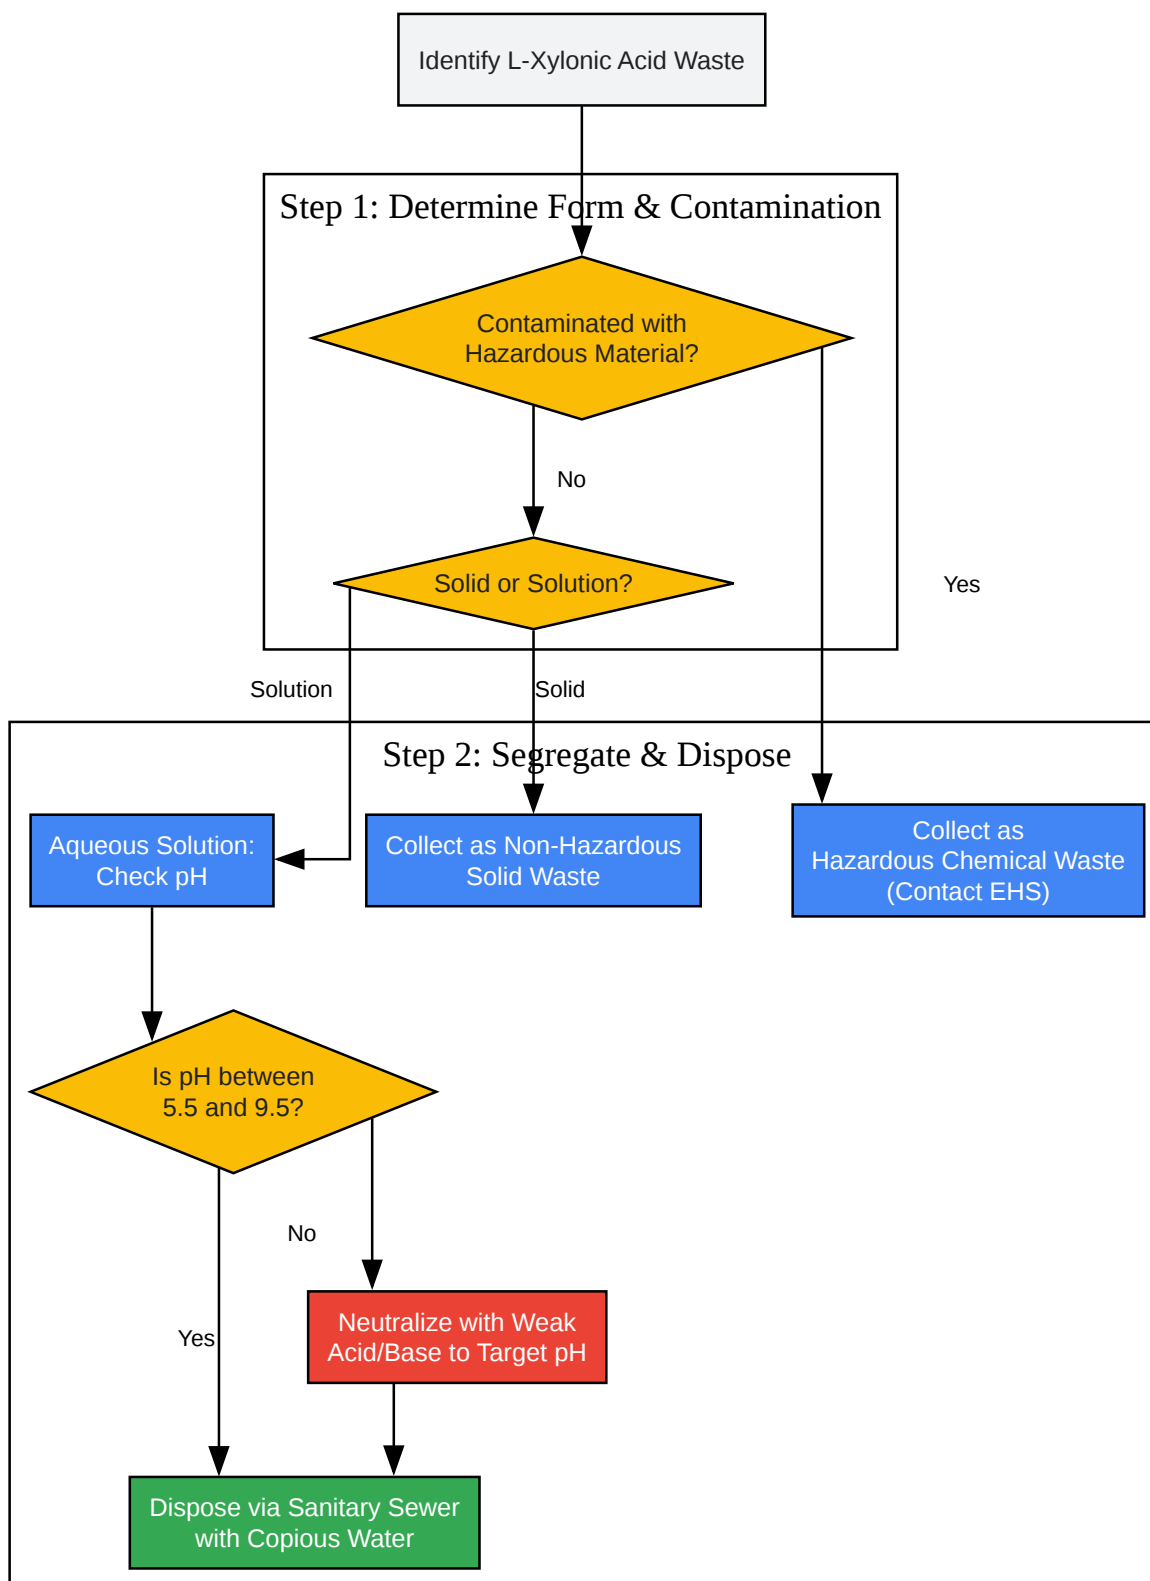 Identify L-Xylonic Acid Waste
Step 1: Determine Form & Contamination
Contaminated with
Hazardous Material?
No
Solid or Solution?
Yes
Solution
Solid
Step 2: Segregate & Dispose
Aqueous Solution:
Check pH
Collect as Non-Hazardous
Solid Waste
Collect as
Hazardous Chemical Waste
(Contact EHS)
Is pH between
5.5 and 9.5?
No
Neutralize with Weak
Acid/Base to Target pH
Yes
Dispose via Sanitary Sewer
with Copious Water